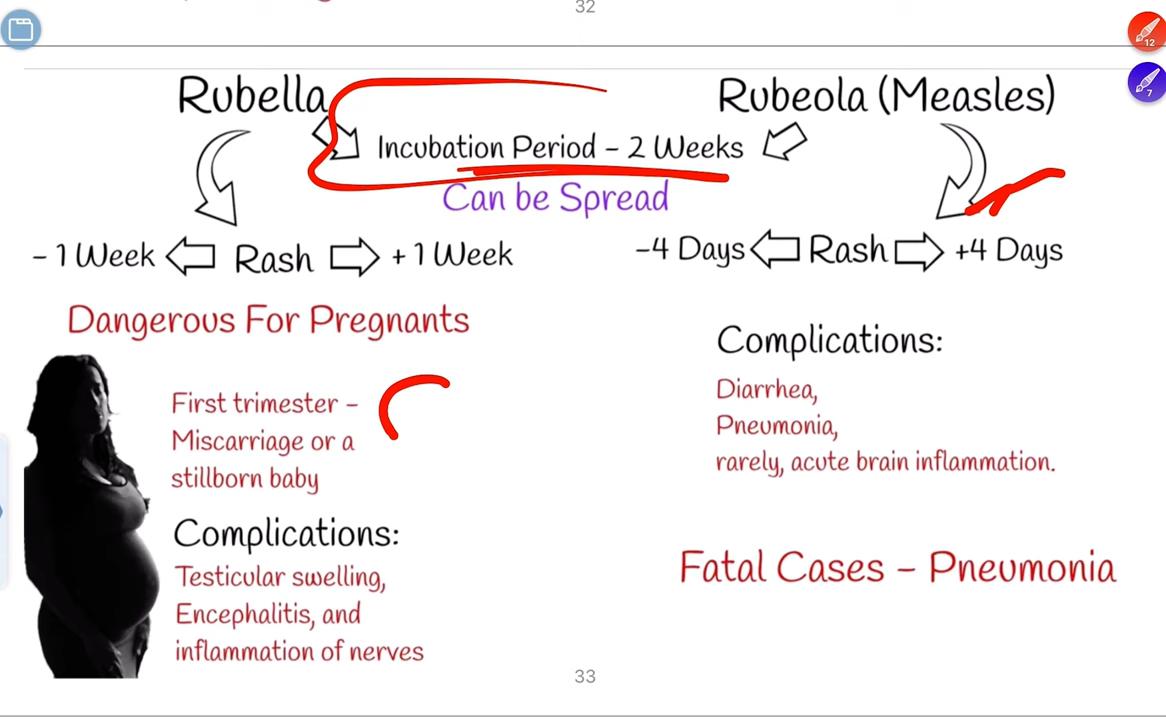 32
12
7
Rubella
Rubeola (Measles)
Incubation Period - 2 Weeks
Can be Spread
- 1 Week Rash + 1 Week
-4 Days Rash +4 Days
Dangerous For Pregnants
First trimester -
Miscarriage or a
stillborn baby
Complications:
Testicular swelling,
Encephalitis, and
inflammation of nerves
Complications:
Diarrhea,
Pneumonia,
rarely, acute brain inflammation.
Fatal Cases - Pneumonia
33